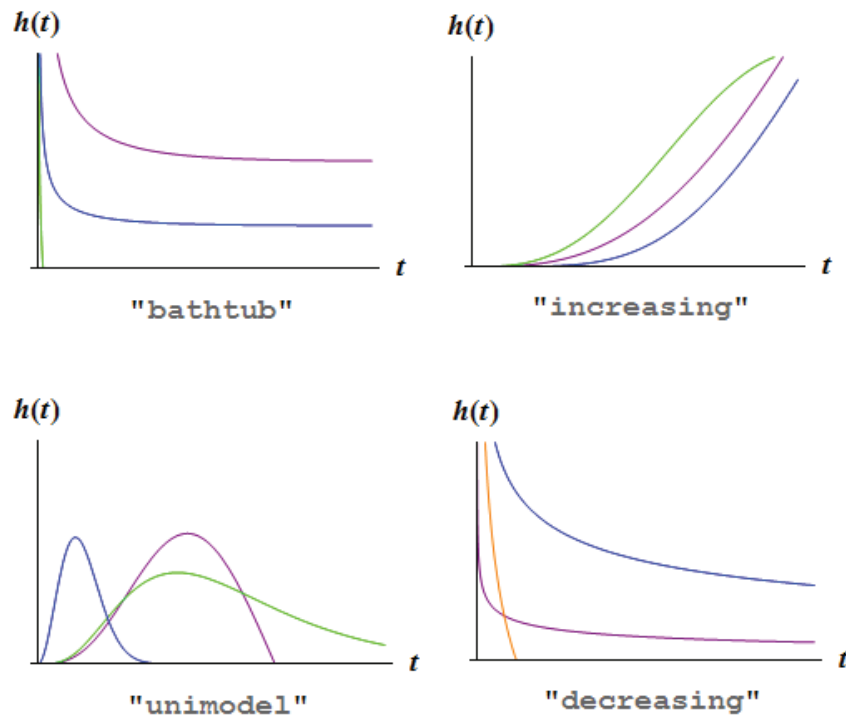 h(t)
t
"bathtub"
h(t)
t
"increasing"
h(t)
t
"unimodel"
h(t)
t
"decreasing"